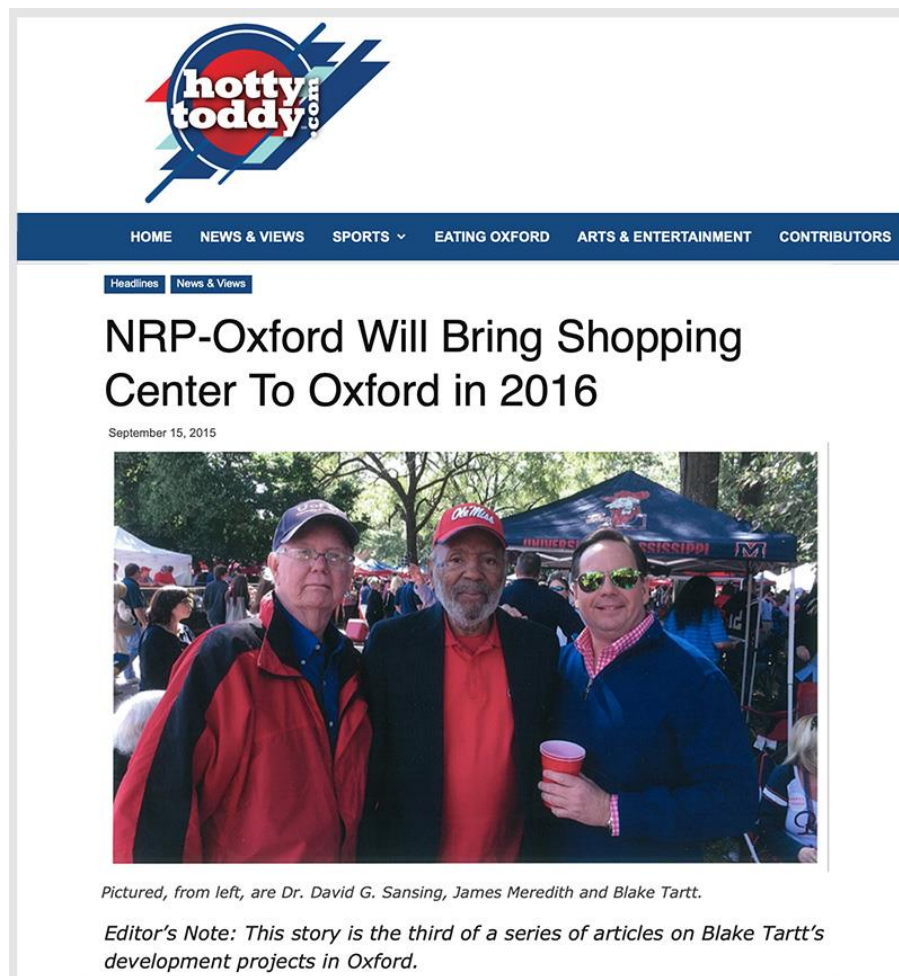 hotty
toddy
.com
HOME NEWS & VIEWS SPORTS EATING OXFORD ARTS & ENTERTAINMENT CONTRIBUTORS
Headlines News & Views
NRP-Oxford Will Bring Shopping
Center To Oxford in 2016
September 15, 2015
Ole Miss
M
Pictured, from left, are Dr. David G. Sansing, James Meredith and Blake Tartt.
Editor's Note: This story is the third of a series of articles on Blake Tartt's
development projects in Oxford.